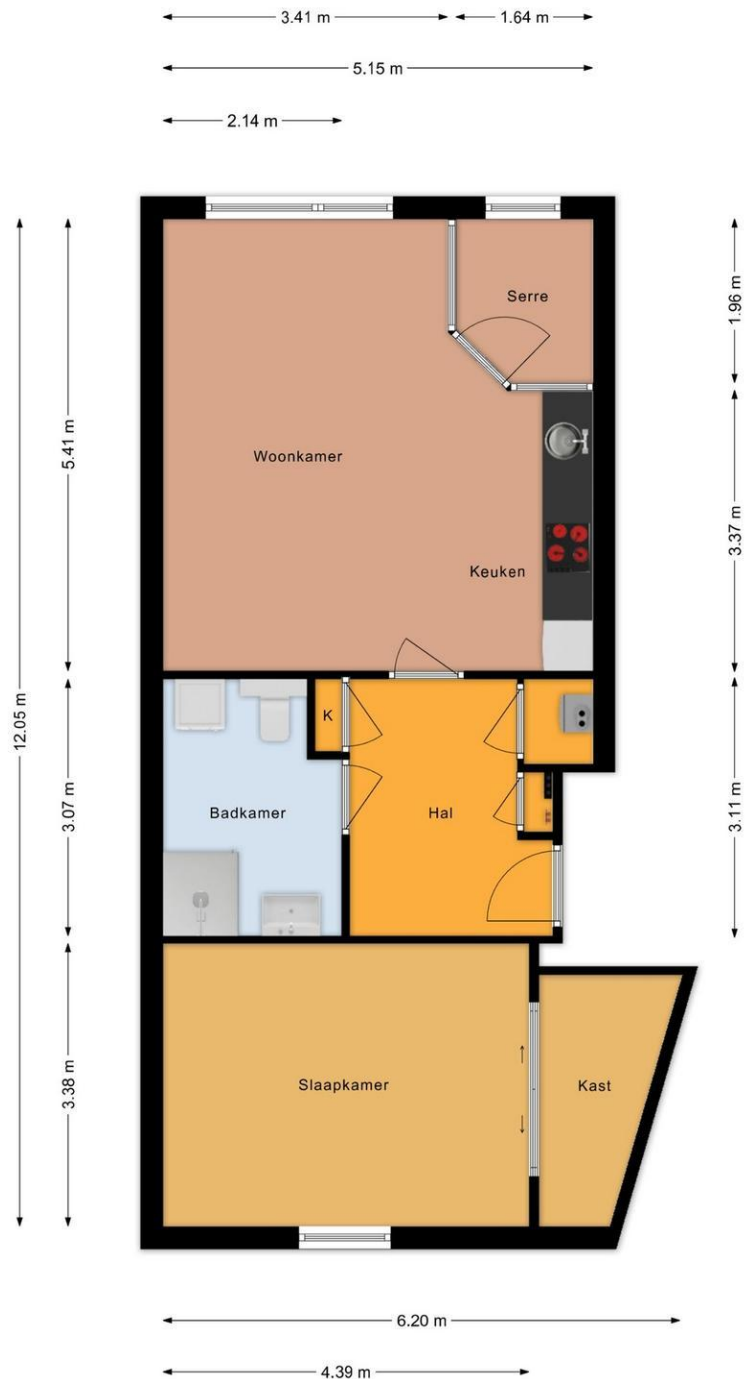 3.41 m
1.64 m
5.15 m
2.14 m
Serre
1.96 m
5.41 m
Woonkamer
3.37 m
Keuken
12.05 m
K
3.07 m
Badkamer
Hal
3.11 m
3.38 m
Slaapkamer
Kast
6.20 m
4.39 m